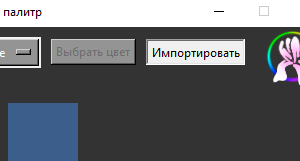 палитр
е
Выбрать цвет
Импортировать